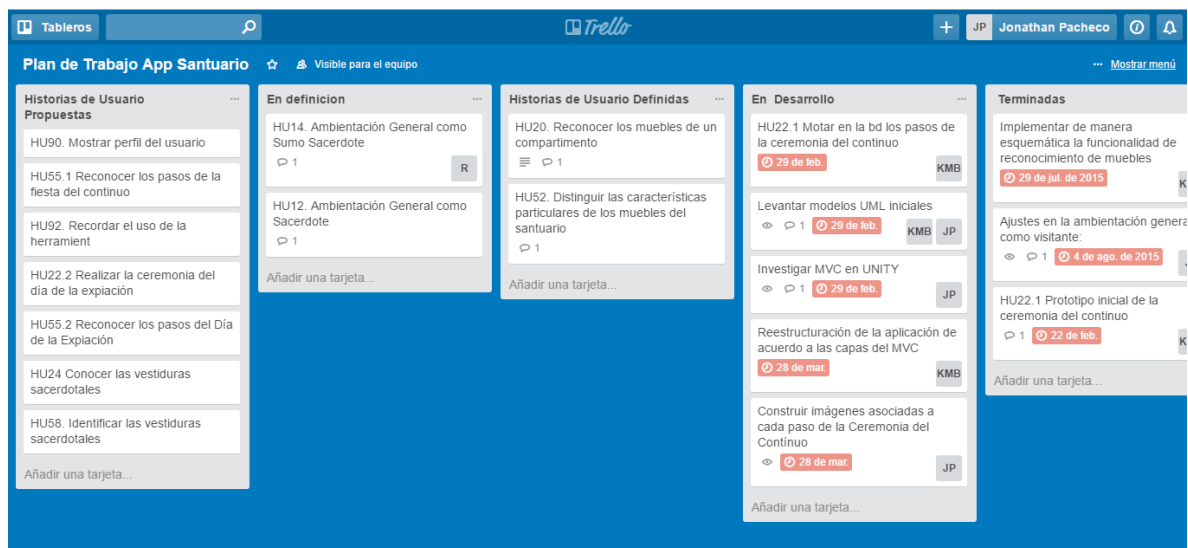 Tableros
Trello
JP Jonathan Pacheco
Plan de Trabajo App Santuario
Visible para el equipo
Mostrar menú
Historias de Usuario
Propuestas
HU90. Mostrar perfil del usuario
HU55.1 Reconocer los pasos de la
fiesta del continuo
HU92. Recordar el uso de la
herramient
HU22.2 Realizar la ceremonia del
día de la expiación
HU55.2 Reconocer los pasos del Día
de la Expiación
HU24 Conocer las vestiduras
sacerdotales
HU58. Identificar las vestiduras
sacerdotales
Añadir una tarjeta...
En definicion
HU14. Ambientación General como
Sumo Sacerdote
1
R
HU12. Ambientación General como
Sacerdote
1
Añadir una tarjeta...
Historias de Usuario Definidas
HU20. Reconocer los muebles de un
compartimento
1
HU52. Distinguir las características
particulares de los muebles del
santuario
1
Añadir una tarjeta...
En Desarrollo
HU22.1 Motar en la bd los pasos de
la ceremonia del continuo
29 de feb.
KMB
Levantar modelos UML iniciales
1 29 de feb.
KMB JP
Investigar MVC en UNITY
1 29 de feb.
JP
Reestructuración de la aplicación de
acuerdo a las capas del MVC
28 de mar.
KMB
Construir imágenes asociadas a
cada paso de la Ceremonia del
Contínuo
28 de mar.
JP
Añadir una tarjeta...
Terminadas
Implementar de manera
esquemática la funcionalidad de
reconocimiento de muebles
29 de jul. de 2015
K
Ajustes en la ambientación genera
como visitante:
1 4 de ago. de 2015
HU22.1 Prototipo inicial de la
ceremonia del continuo
1 22 de feb.
K
Añadir una tarjeta...